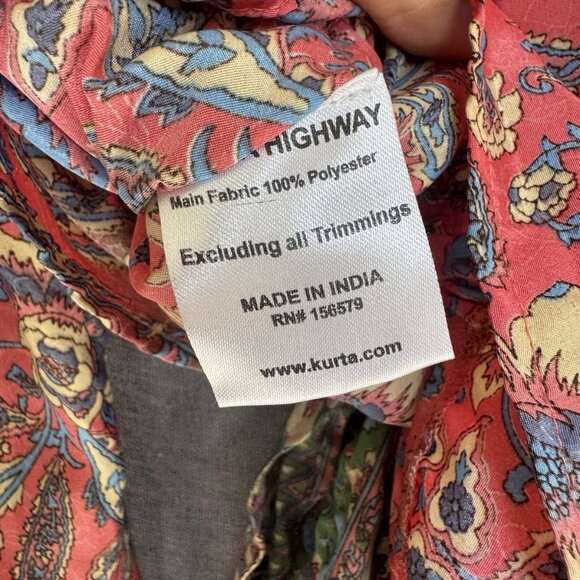 HIGHWAY
Main Fabric 100% Polyester
Excluding all Trimmings
MADE IN INDIA
RN# 156579
www.kurta.com